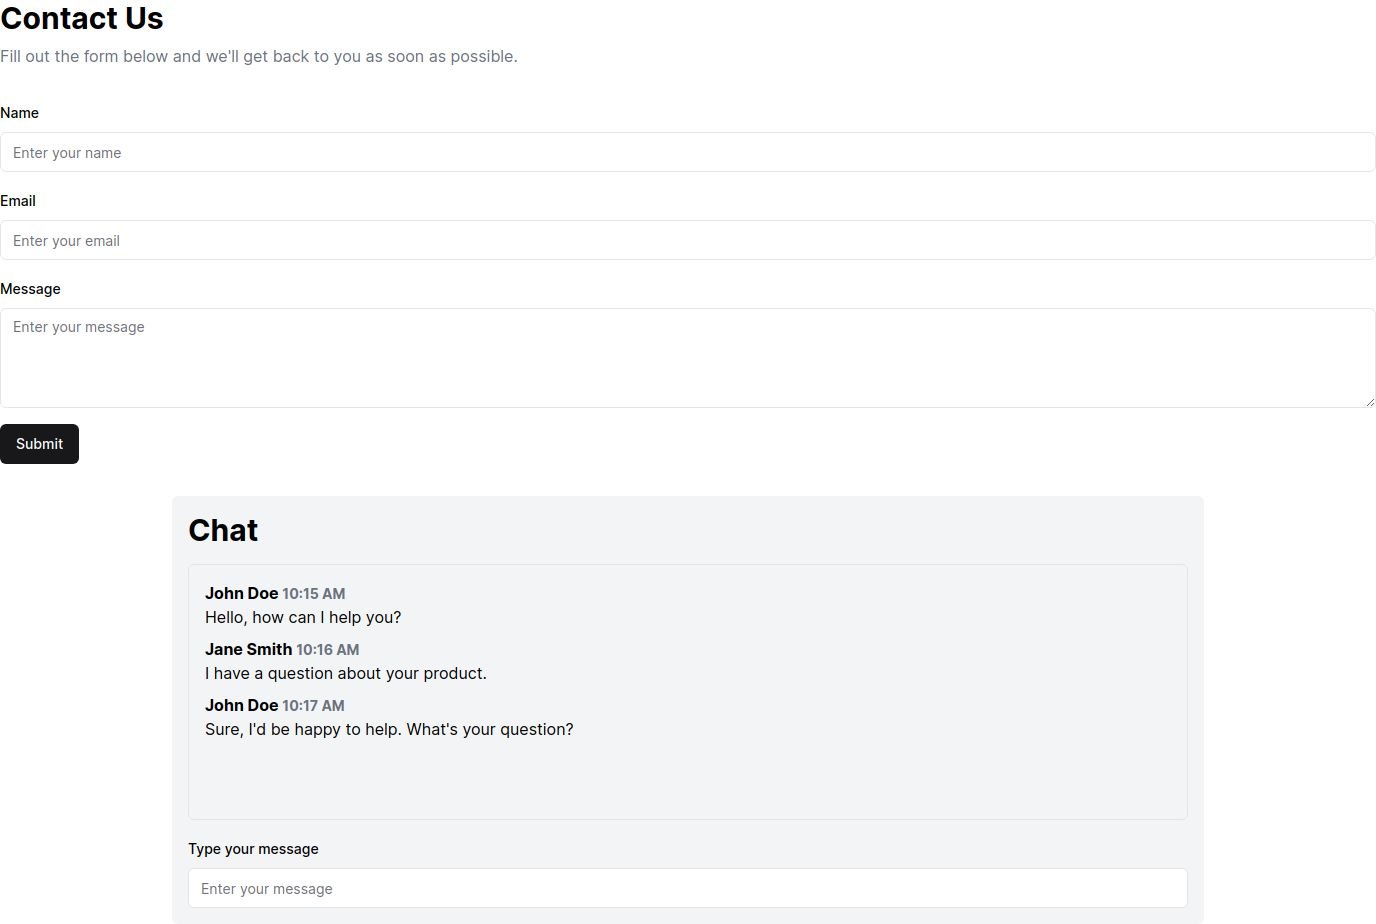 Contact Us
Fill out the form below and we'll get back to you as soon as possible.
Name
Enter your name
Email
Enter your email
Message
Enter your message
Submit
Chat
John Doe 10:15 AM
Hello, how can I help you?
Jane Smith 10:16 AM
I have a question about your product.
John Doe 10:17 AM
Sure, I'd be happy to help. What's your question?
Type your message
Enter your message